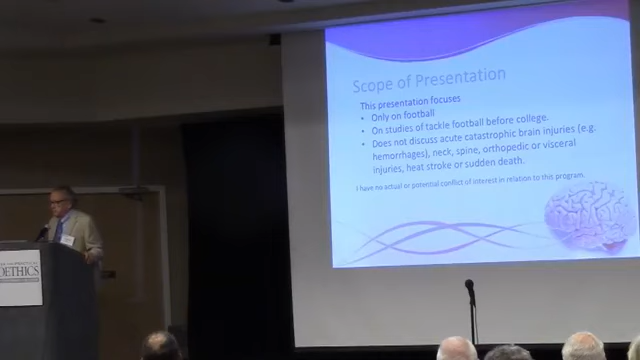 Scope of Presentation
This presentation focuses
• Only on football
• On studies of tackle football before college.
• Does not discuss acute catastrophic brain injuries (e.g.
hemorrhages), neck, spine, orthopedic or visceral
injuries, heat stroke or sudden death.
I have no actual or potential conflict of interest in relation to this program.
OETHICS